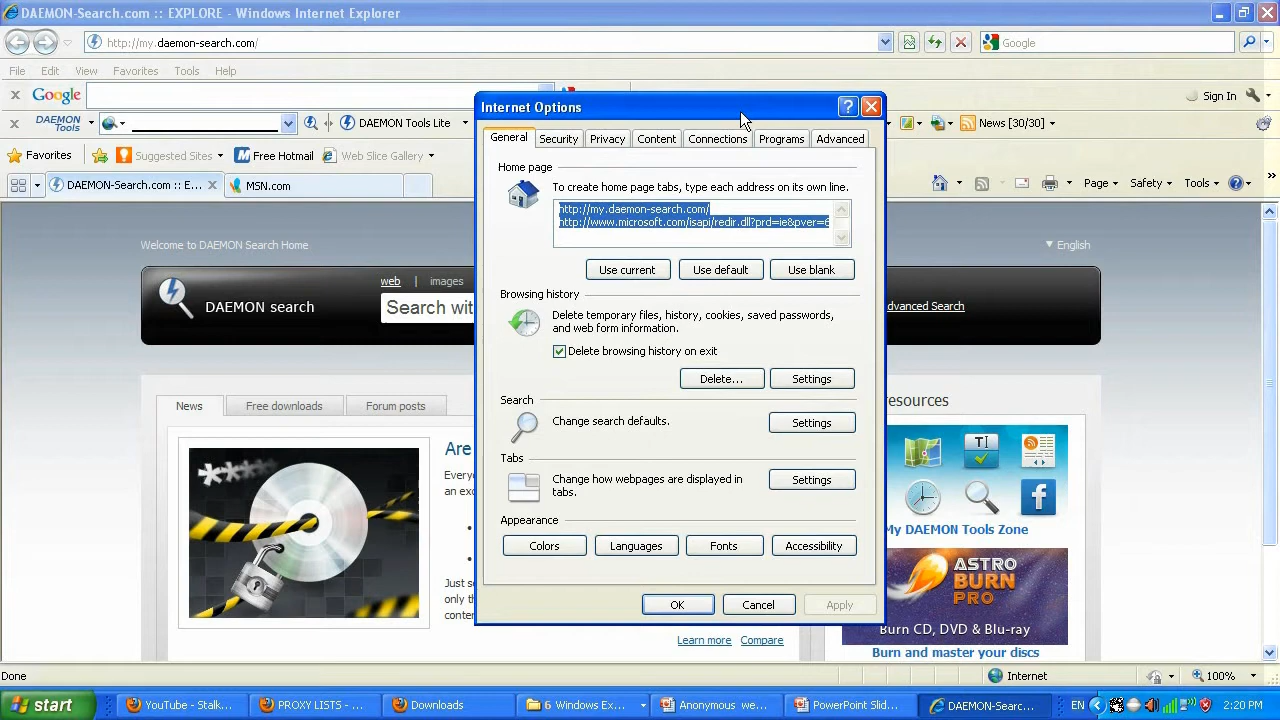 DAEMON-Search.com :: EXPLORE - Windows Internet Explorer
http://my.daemon-search.com/
Google
File Edit View Favorites Tools Help
Google
Sign In
DAEMON Tools
DAEMON Tools Lite
News [30/30]
Favorites
Suggested Sites
Free Hotmail
Web Slice Gallery
DAEMON-Search.com :: E...
MSN.com
Page Safety Tools
Welcome to DAEMON Search Home
English
DAEMON search
web | images
Search wit
dvanced Search
News
Free downloads
Forum posts
Are
Every
an exc
Just se
only th
conter
Learn more
Compare
esources
My DAEMON Tools Zone
ASTRO
BURN
PRO
Burn CD, DVD & Blu-ray
Burn and master your discs
Internet Options
General
Security
Privacy
Content
Connections
Programs
Advanced
Home page
To create home page tabs, type each address on its own line.
http://my.daemon-search.com/
http://www.microsoft.com/isapi/redir.dll?prd=ie&pver=6
Use current
Use default
Use blank
Browsing history
Delete temporary files, history, cookies, saved passwords,
and web form information.
Delete browsing history on exit
Delete...
Settings
Search
Change search defaults.
Settings
Tabs
Change how webpages are displayed in
tabs.
Settings
Appearance
Colors
Languages
Fonts
Accessibility
OK
Cancel
Apply
Done
Internet
100%
start
YouTube - Stalk...
PROXY LISTS - ...
Downloads
6 Windows Ex...
Anonymous we...
PowerPoint Slid...
DAEMON-Searc...
EN
2:20 PM